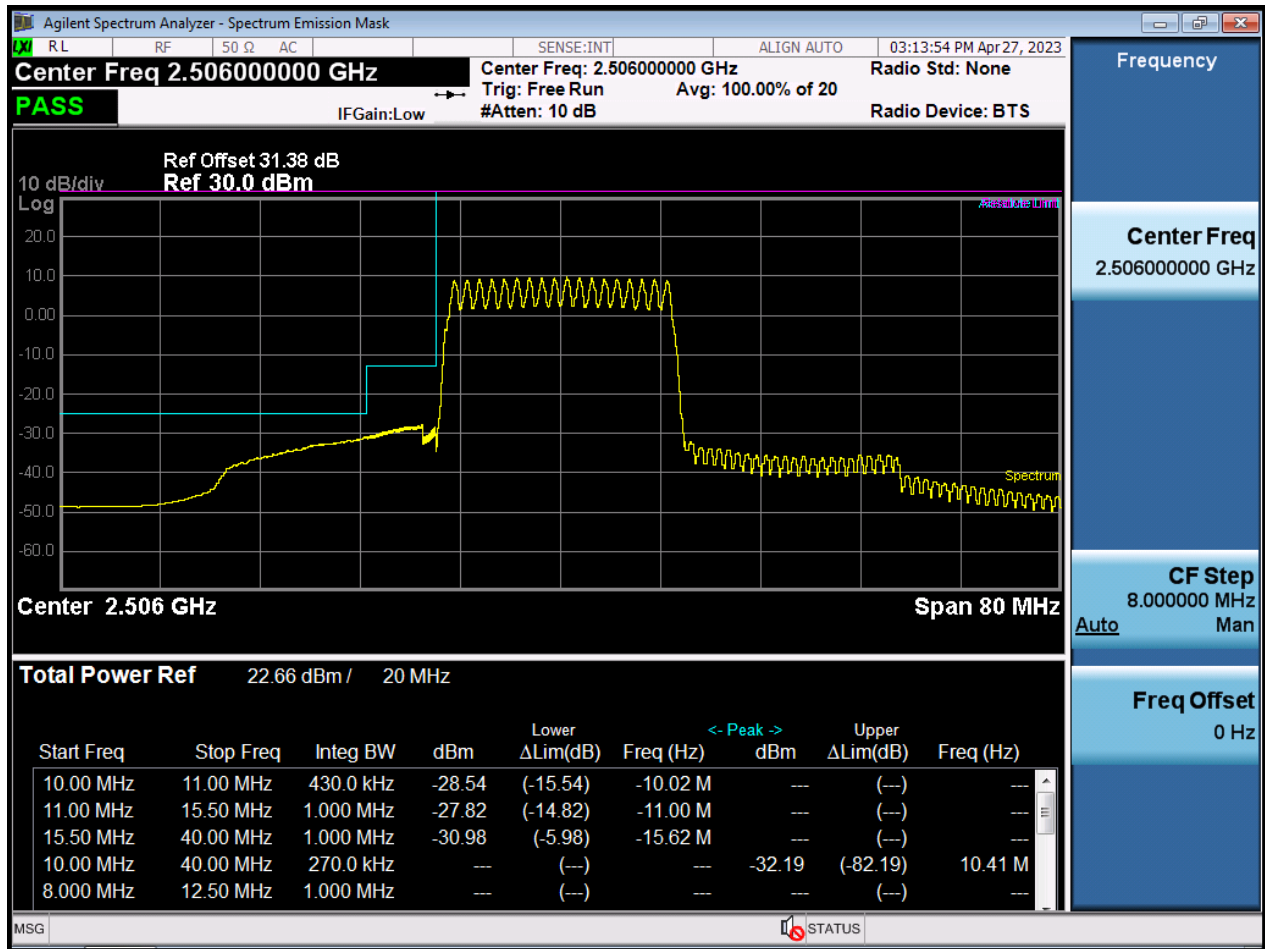 Agilent Spectrum Analyzer - Spectrum Emission Mask
LXI RL RF 50 Ω AC SENSE:INT ALIGN AUTO 03:13:54 PM Apr 27, 2023
Center Freq 2.506000000 GHz
Center Freq: 2.506000000 GHz Radio Std: None
Trig: Free Run Avg: 100.00% of 20
PASS IFGain:Low #Atten: 10 dB Radio Device: BTS
Ref Offset 31.38 dB
10 dB/div Ref 30.0 dBm
Log
Absolute Limit
20.0
10.0
0.00
-10.0
-20.0
-30.0
-40.0
Spectrum
-50.0
-60.0
Center 2.506 GHz Span 80 MHz
Total Power Ref 22.66 dBm / 20 MHz
Lower <- Peak -> Upper
Start Freq Stop Freq Integ BW dBm ΔLim(dB) Freq (Hz) dBm ΔLim(dB) Freq (Hz)
10.00 MHz 11.00 MHz 430.0 kHz -28.54 (-15.54) -10.02 M --- (---) ---
11.00 MHz 15.50 MHz 1.000 MHz -27.82 (-14.82) -11.00 M --- (---) ---
15.50 MHz 40.00 MHz 1.000 MHz -30.98 (-5.98) -15.62 M --- (---) ---
10.00 MHz 40.00 MHz 270.0 kHz --- (---) --- -32.19 (-82.19) 10.41 M
8.000 MHz 12.50 MHz 1.000 MHz --- (---) --- --- (---) ---
MSG STATUS
Frequency
Center Freq
2.506000000 GHz
CF Step
8.000000 MHz
Auto Man
Freq Offset
0 Hz